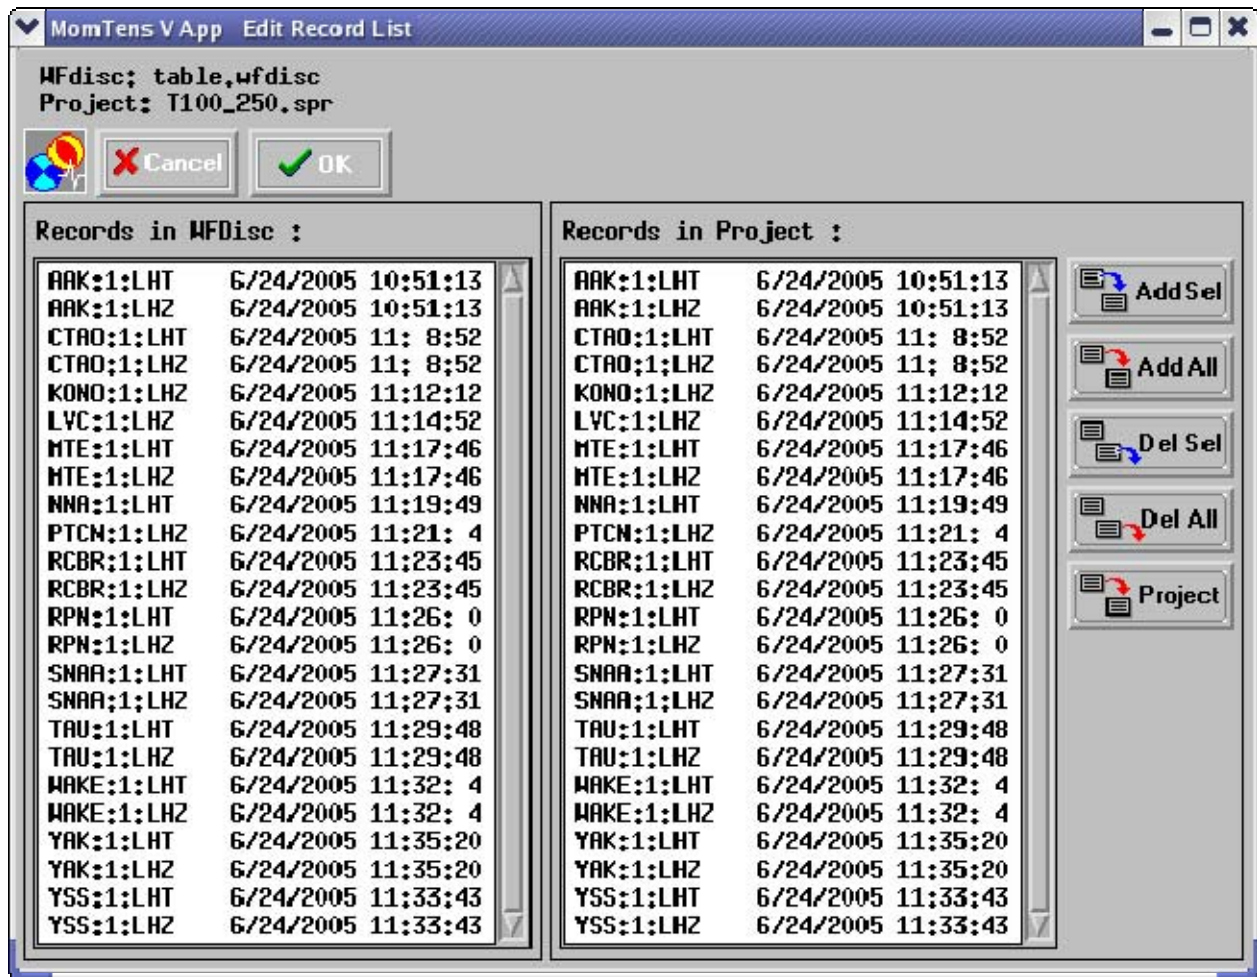 MomTens V App   Edit Record List
WFdisc: table.wfdisc
Project: T100_250.spr
Cancel
OK
Records in WFDisc :
AAK:1:LHT 6/24/2005 10:51:13
AAK:1:LHZ 6/24/2005 10:51:13
CTAO:1:LHT 6/24/2005 11: 8:52
CTAO:1:LHZ 6/24/2005 11: 8:52
KONO:1:LHZ 6/24/2005 11:12:12
LVC:1:LHZ 6/24/2005 11:14:52
MTE:1:LHT 6/24/2005 11:17:46
MTE:1:LHZ 6/24/2005 11:17:46
NNA:1:LHT 6/24/2005 11:19:49
PTCN:1:LHZ 6/24/2005 11:21: 4
RCBR:1:LHT 6/24/2005 11:23:45
RCBR:1:LHZ 6/24/2005 11:23:45
RPN:1:LHT 6/24/2005 11:26: 0
RPN:1:LHZ 6/24/2005 11:26: 0
SNAA:1:LHT 6/24/2005 11:27:31
SNAA:1:LHZ 6/24/2005 11:27:31
TAU:1:LHT 6/24/2005 11:29:48
TAU:1:LHZ 6/24/2005 11:29:48
WAKE:1:LHT 6/24/2005 11:32: 4
WAKE:1:LHZ 6/24/2005 11:32: 4
YAK:1:LHT 6/24/2005 11:35:20
YAK:1:LHZ 6/24/2005 11:35:20
YSS:1:LHT 6/24/2005 11:33:43
YSS:1:LHZ 6/24/2005 11:33:43
Records in Project :
AAK:1:LHT 6/24/2005 10:51:13
AAK:1:LHZ 6/24/2005 10:51:13
CTAO:1:LHT 6/24/2005 11: 8:52
CTAO:1:LHZ 6/24/2005 11: 8:52
KONO:1:LHZ 6/24/2005 11:12:12
LVC:1:LHZ 6/24/2005 11:14:52
MTE:1:LHT 6/24/2005 11:17:46
MTE:1:LHZ 6/24/2005 11:17:46
NNA:1:LHT 6/24/2005 11:19:49
PTCN:1:LHZ 6/24/2005 11:21: 4
RCBR:1:LHT 6/24/2005 11:23:45
RCBR:1:LHZ 6/24/2005 11:23:45
RPN:1:LHT 6/24/2005 11:26: 0
RPN:1:LHZ 6/24/2005 11:26: 0
SNAA:1:LHT 6/24/2005 11:27:31
SNAA:1:LHZ 6/24/2005 11:27:31
TAU:1:LHT 6/24/2005 11:29:48
TAU:1:LHZ 6/24/2005 11:29:48
WAKE:1:LHT 6/24/2005 11:32: 4
WAKE:1:LHZ 6/24/2005 11:32: 4
YAK:1:LHT 6/24/2005 11:35:20
YAK:1:LHZ 6/24/2005 11:35:20
YSS:1:LHT 6/24/2005 11:33:43
YSS:1:LHZ 6/24/2005 11:33:43
Add Sel
Add All
Del Sel
Del All
Project